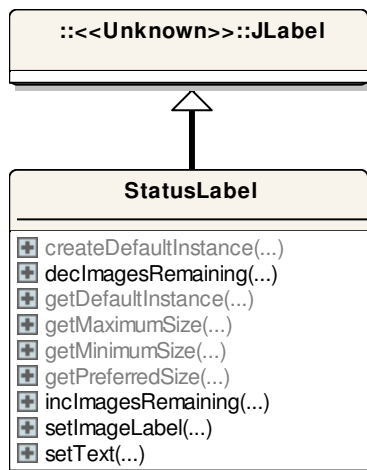 ::<<Unknown>>::JLabel
StatusLabel
createDefaultInstance(...)
decImagesRemaining(...)
getDefaultInstance(...)
getMaximumSize(...)
getMinimumSize(...)
getPreferredSize(...)
incImagesRemaining(...)
setImageLabel(...)
setText(...)